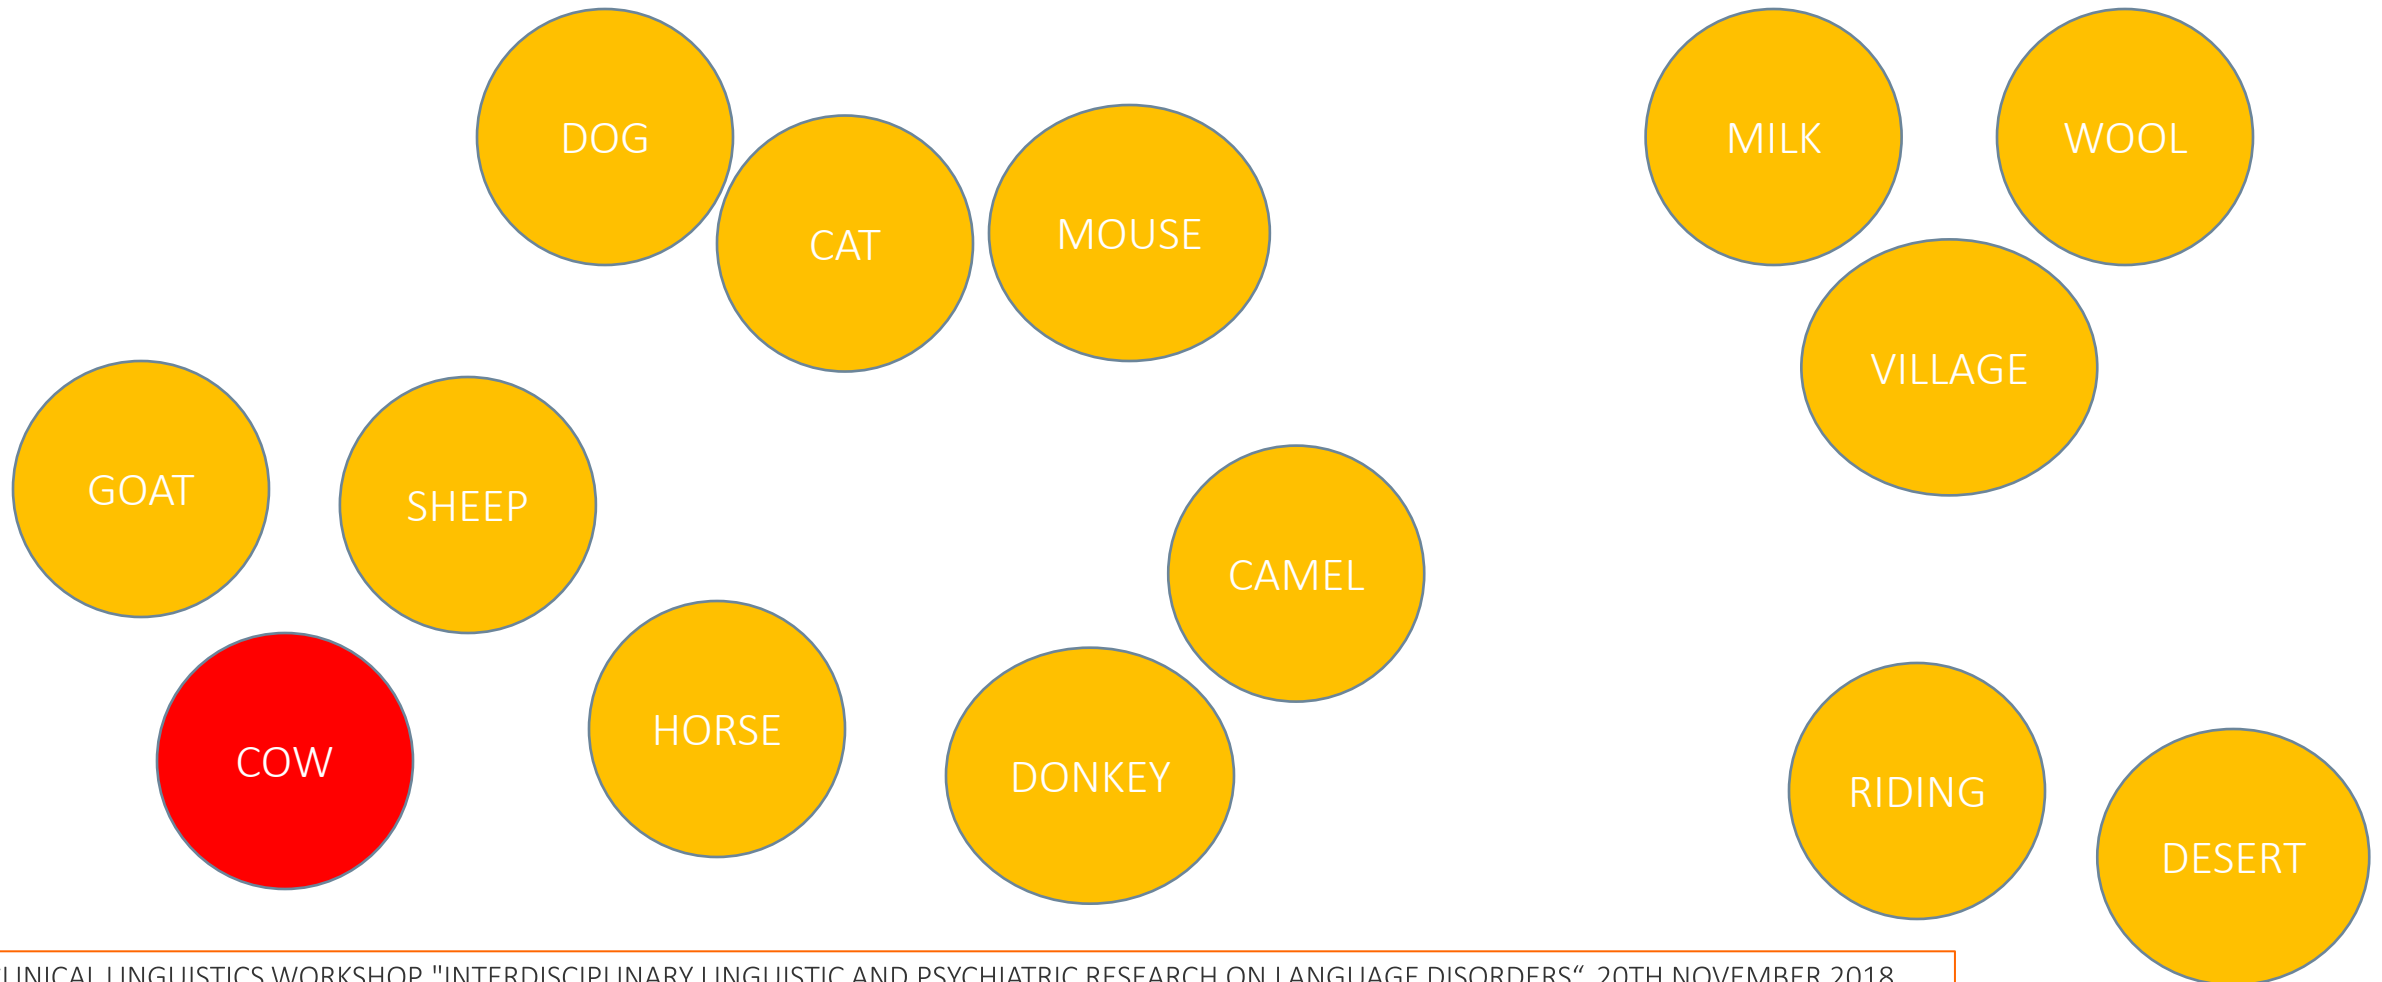 DOG
CAT
MOUSE
MILK
WOOL
VILLAGE
GOAT
SHEEP
CAMEL
COW
HORSE
DONKEY
RIDING
DESERT
LINGUISTICS WORKSHOP "INTERDISCIPLINARY LINGUISTIC AND PSYCHIATRIC RESEARCH ON LANGUAGE DISORDERS“ 20TH NOVEMBER 2018